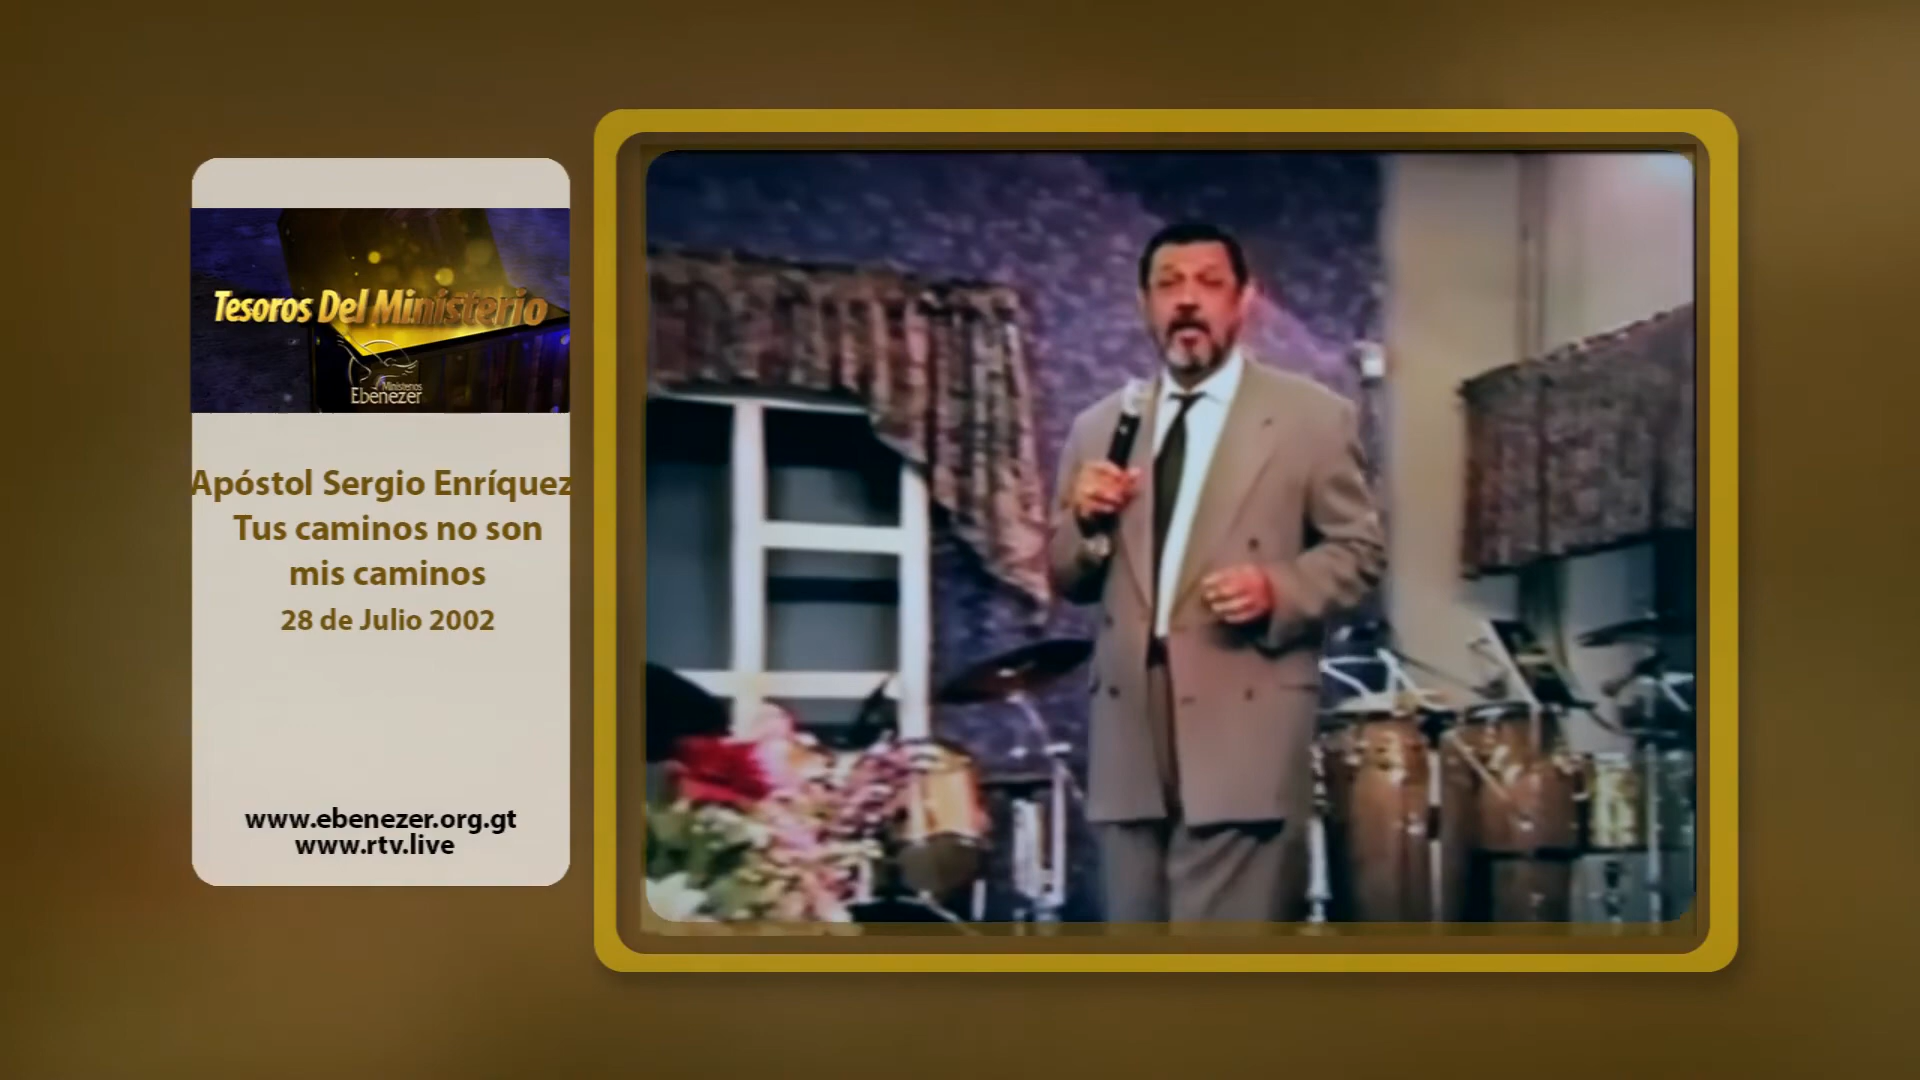 Tesoros Del Ministerio
Ministerios
Ebenezer
Apóstol Sergio Enríquez
Tus caminos no son
mis caminos
28 de Julio 2002
www.ebenezer.org.gt
www.rtv.live